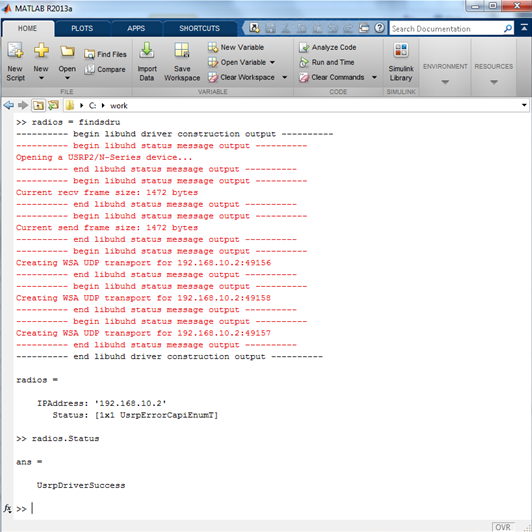 MATLAB R2013a
HOME PLOTS APPS SHORTCUTS Search Documentation
New Script
New
Open
Find Files
Compare
Import Data
Save Workspace
New Variable
Open Variable
Clear Workspace
Analyze Code
Run and Time
Clear Commands
Simulink Library
ENVIRONMENT
RESOURCES
FILE VARIABLE CODE SIMULINK
C: work
>> radios = findsdru
---------- begin libuhd driver construction output ----------
---------- begin libuhd status message output ----------
Opening a USRP2/N-Series device...
---------- end libuhd status message output ----------
---------- begin libuhd status message output ----------
Current recv frame size: 1472 bytes
---------- end libuhd status message output ----------
---------- begin libuhd status message output ----------
Current send frame size: 1472 bytes
---------- end libuhd status message output ----------
---------- begin libuhd status message output ----------
Creating WSA UDP transport for 192.168.10.2:49156
---------- end libuhd status message output ----------
---------- begin libuhd status message output ----------
Creating WSA UDP transport for 192.168.10.2:49158
---------- end libuhd status message output ----------
---------- begin libuhd status message output ----------
Creating WSA UDP transport for 192.168.10.2:49157
---------- end libuhd status message output ----------
---------- end libuhd driver construction output ----------
radios =
IPAddress: '192.168.10.2'
Status: [1x1 UsrpErrorCapiEnumT]
>> radios.Status
ans =
UsrpDriverSuccess
fx >>
OVR